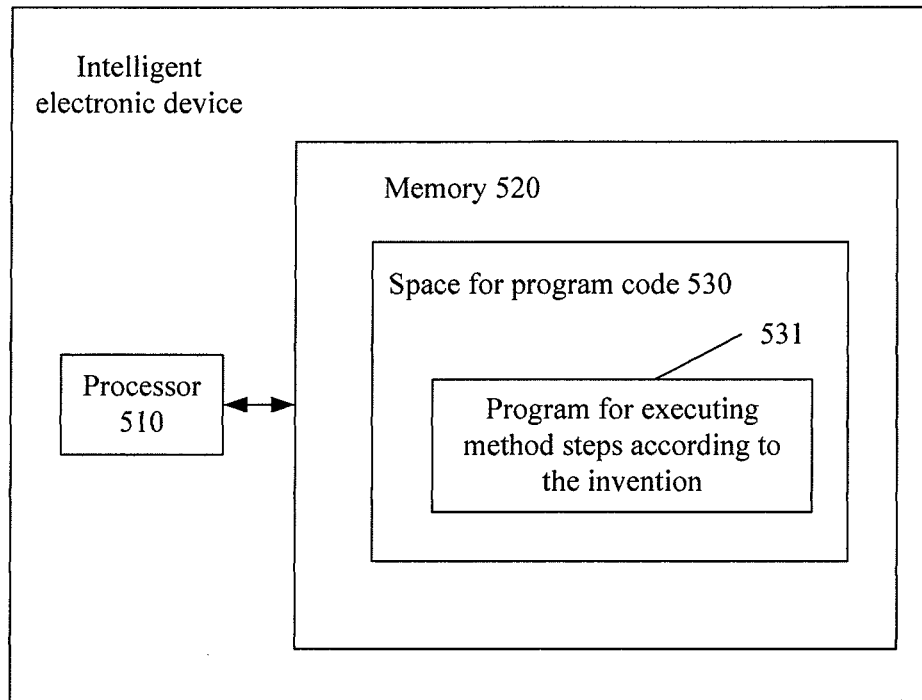 Intelligent
electronic device
Memory 520
Space for program code 530
531
Processor
510
Program for executing
method steps according to
the invention